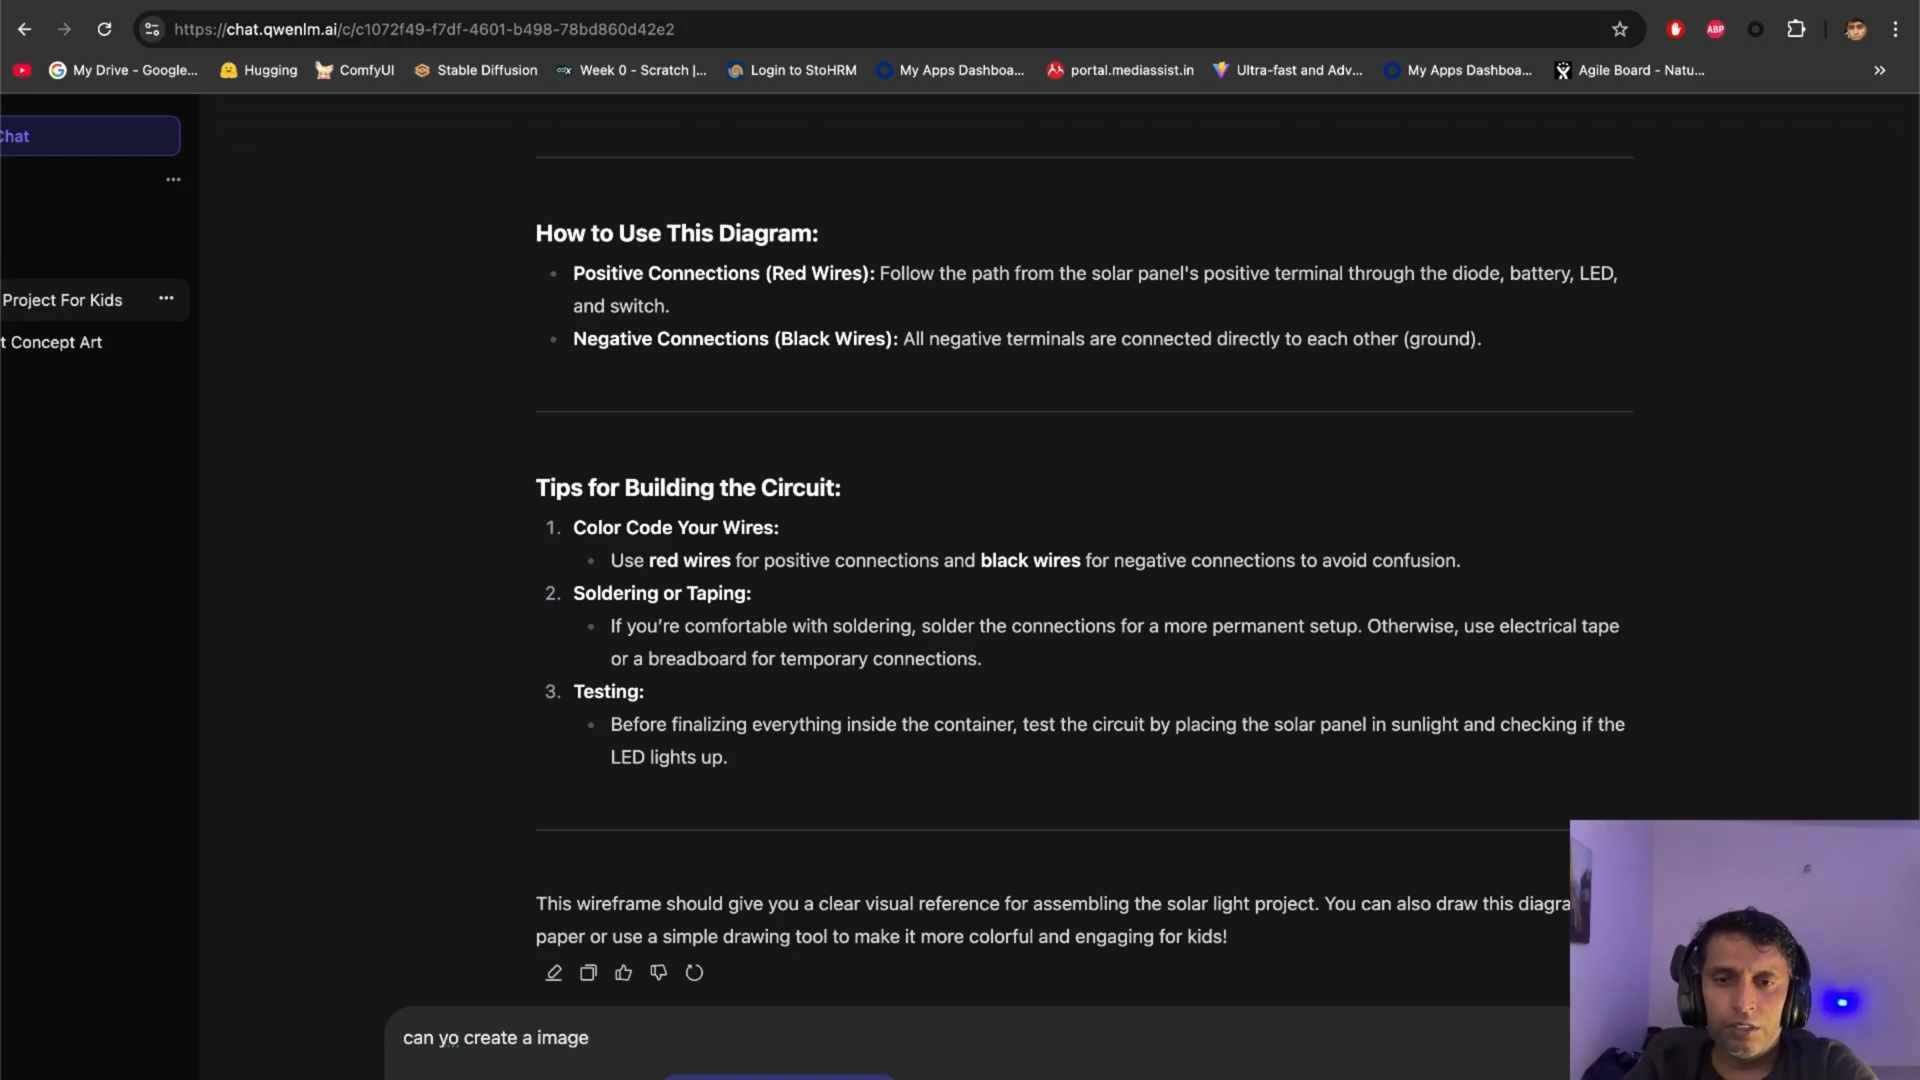 https://chat.qwenlm.ai/c/c1072f49-f7df-4601-b498-78bd860d42e2
ABP
My Drive - Google...
Hugging
ComfyUI
Stable Diffusion
Week 0 - Scratch |...
Login to StoHRM
My Apps Dashboa...
portal.mediassist.in
Ultra-fast and Adv...
My Apps Dashboa...
Agile Board - Natu...
Chat
Project For Kids
t Concept Art
How to Use This Diagram:
Positive Connections (Red Wires): Follow the path from the solar panel's positive terminal through the diode, battery, LED,
and switch.
Negative Connections (Black Wires): All negative terminals are connected directly to each other (ground).
Tips for Building the Circuit:
1. Color Code Your Wires:
Use red wires for positive connections and black wires for negative connections to avoid confusion.
2. Soldering or Taping:
If you’re comfortable with soldering, solder the connections for a more permanent setup. Otherwise, use electrical tape
or a breadboard for temporary connections.
3. Testing:
Before finalizing everything inside the container, test the circuit by placing the solar panel in sunlight and checking if the
LED lights up.
This wireframe should give you a clear visual reference for assembling the solar light project. You can also draw this diagra
paper or use a simple drawing tool to make it more colorful and engaging for kids!
can yo create a image